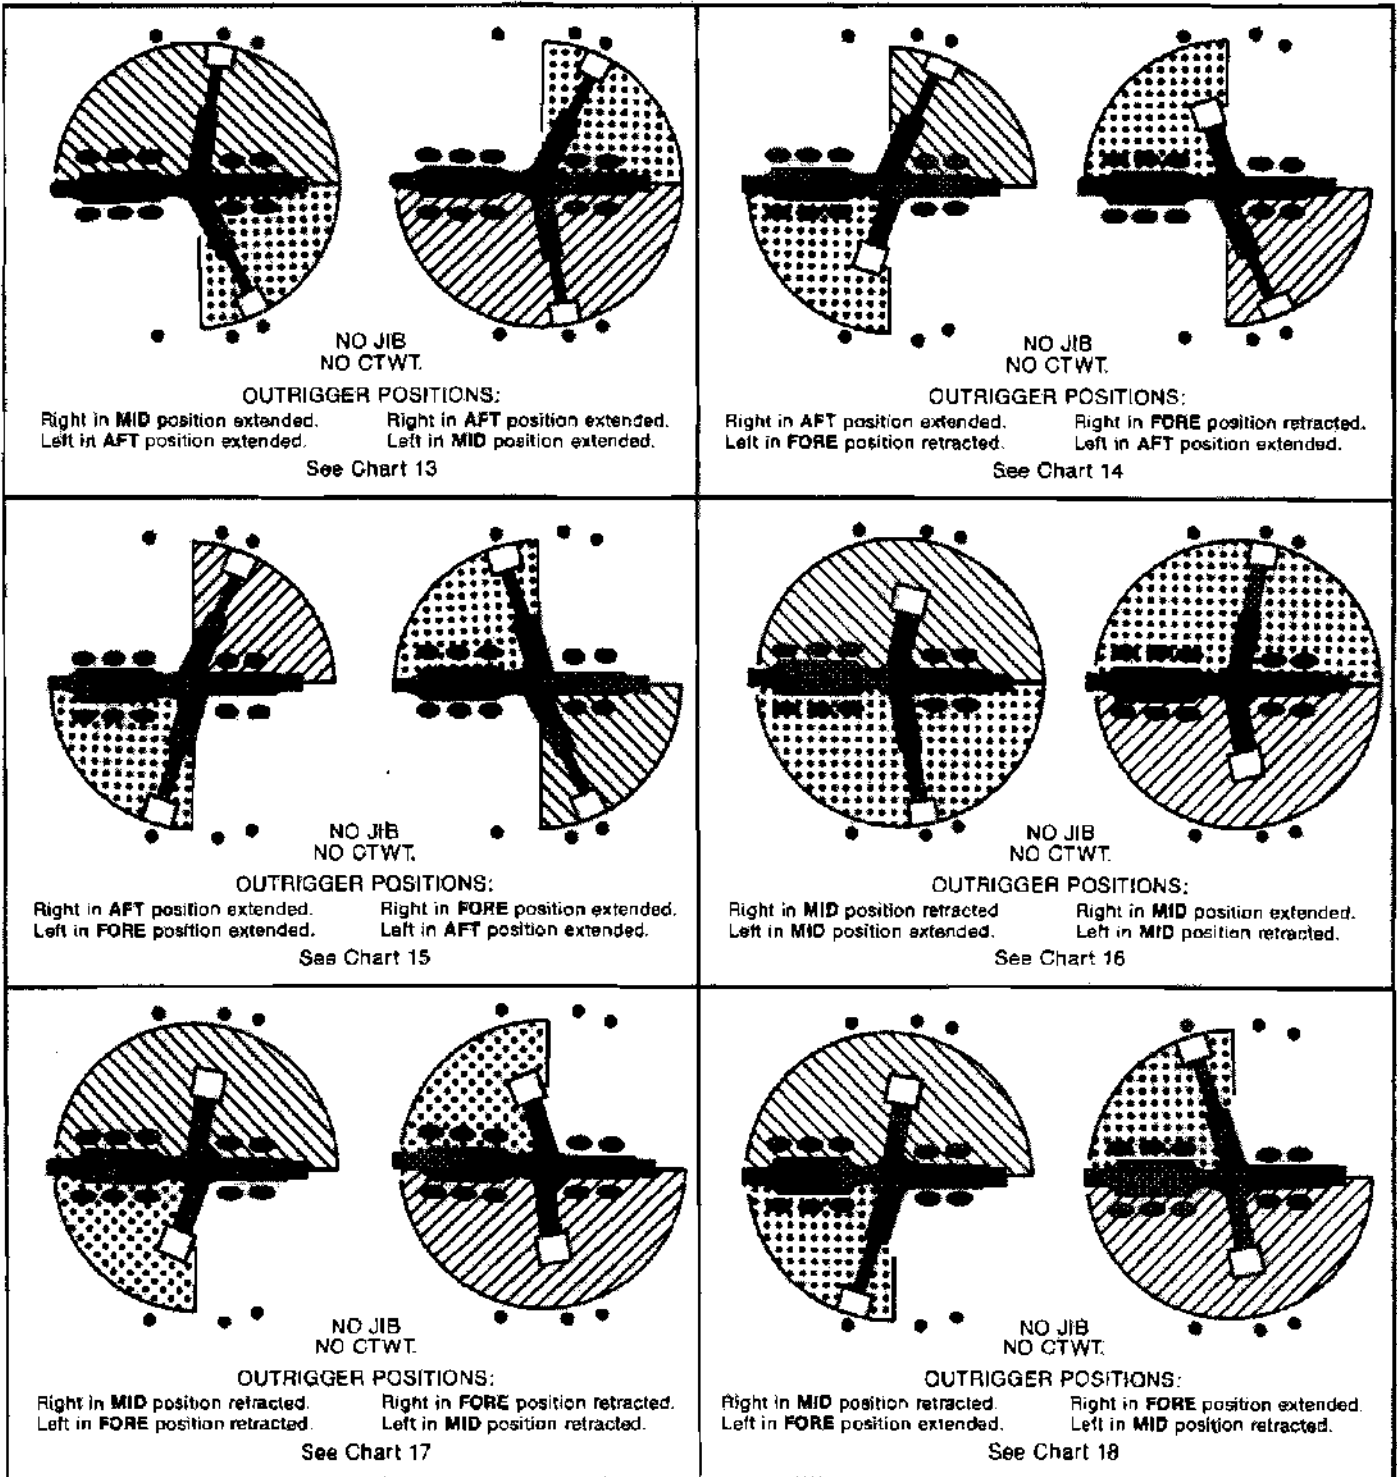 NO JIB
NO CTWT.
OUTRIGGER POSITIONS:
Right in MID position extended.
Left in AFT position extended.
Right in AFT position extended.
Left in MID position extended.
See Chart 13
NO JIB
NO CTWT.
OUTRIGGER POSITIONS:
Right in AFT position extended.
Left in FORE position retracted.
Right in FORE position retracted.
Left in AFT position extended.
See Chart 14
NO JIB
NO CTWT.
OUTRIGGER POSITIONS:
Right in AFT position extended.
Left in FORE position extended.
Right in FORE position extended.
Left in AFT position extended.
See Chart 15
NO JIB
NO CTWT.
OUTRIGGER POSITIONS:
Right in MID position retracted
Left in MID position extended.
Right in MID position extended.
Left in MID position retracted.
See Chart 16
NO JIB
NO CTWT.
OUTRIGGER POSITIONS:
Right in MID position retracted.
Left in FORE position retracted.
Right in FORE position retracted.
Left in MID position retracted.
See Chart 17
NO JIB
NO CTWT.
OUTRIGGER POSITIONS:
Right in MID position retracted.
Left in FORE position extended.
Right in FORE position extended.
Left in MID position retracted.
See Chart 18